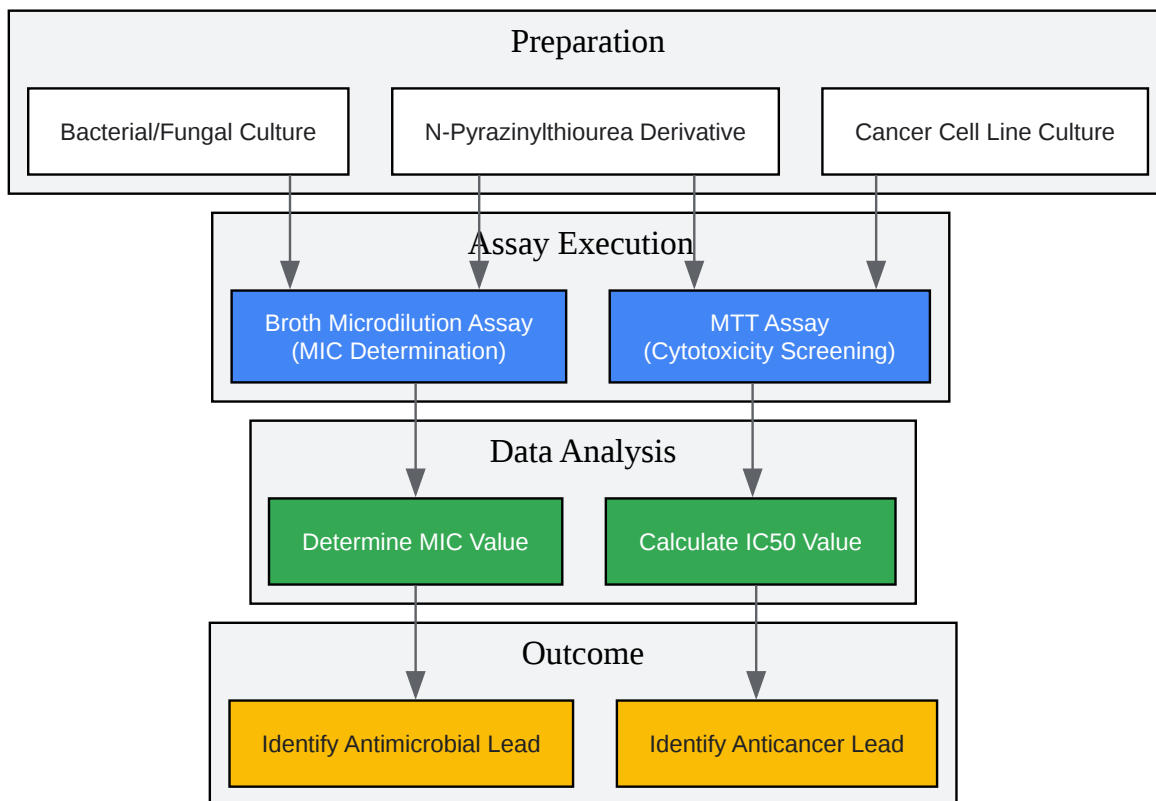 Preparation
Bacterial/Fungal Culture
N-Pyrazinylthiourea Derivative
Cancer Cell Line Culture
Assay Execution
Broth Microdilution Assay
(MIC Determination)
MTT Assay
(Cytotoxicity Screening)
Data Analysis
Determine MIC Value
Calculate IC50 Value
Outcome
Identify Antimicrobial Lead
Identify Anticancer Lead